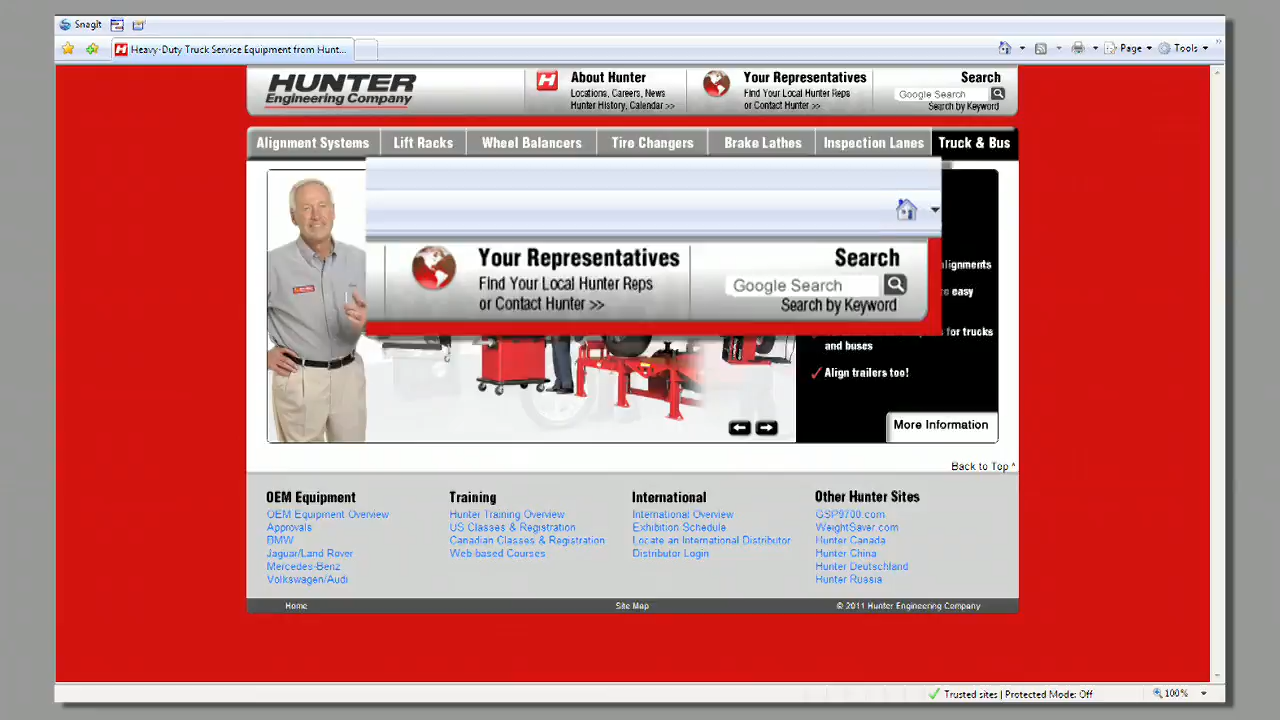 SnagIt
Heavy-Duty Truck Service Equipment from Hunt...
Page
Tools
HUNTER
Engineering Company
H
About Hunter
Locations, Careers, News
Hunter History, Calendar >>
Your Representatives
Find Your Local Hunter Reps
or Contact Hunter >>
Search
Google Search
Search by Keyword
Alignment Systems
Lift Racks
Wheel Balancers
Tire Changers
Brake Lathes
Inspection Lanes
Truck & Bus
Your Representatives
Find Your Local Hunter Reps
or Contact Hunter >>
Search
Google Search
Search by Keyword
alignments
easy
for trucks
and buses
Align trailers too!
More Information
Back to Top ^
OEM Equipment
OEM Equipment Overview
Approvals
BMW
Jaguar/Land Rover
Mercedes-Benz
Volkswagen/Audi
Training
Hunter Training Overview
US Classes & Registration
Canadian Classes & Registration
Web-based Courses
International
International Overview
Exhibition Schedule
Locate an International Distributor
Distributor Login
Other Hunter Sites
GSP9700.com
WeightSaver.com
Hunter Canada
Hunter China
Hunter Deutschland
Hunter Russia
Home
Site Map
© 2011 Hunter Engineering Company
Trusted sites | Protected Mode: Off
100%